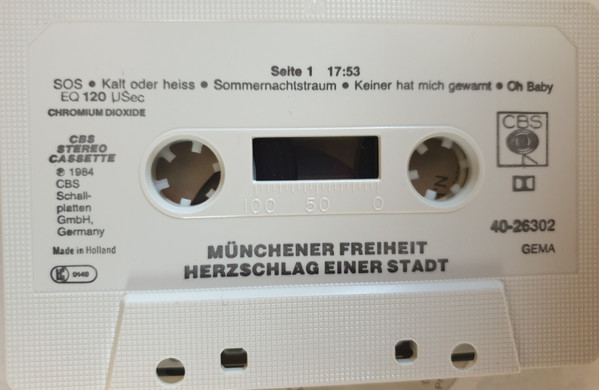 Seite 1 17:53
SOS • Kalt oder heiss • Sommernachtstraum • Keiner hat mich gewarnt • Oh Baby
EQ 120 µSec
CHROMIUM DIOXIDE
CBS
STEREO
CASSETTE
℗ 1984
CBS
Schall-
platten
GmbH,
Germany
Made in Holland
CBS
100 50 0
40-26302
GEMA
MÜNCHENER FREIHEIT
HERZSCHLAG EINER STADT